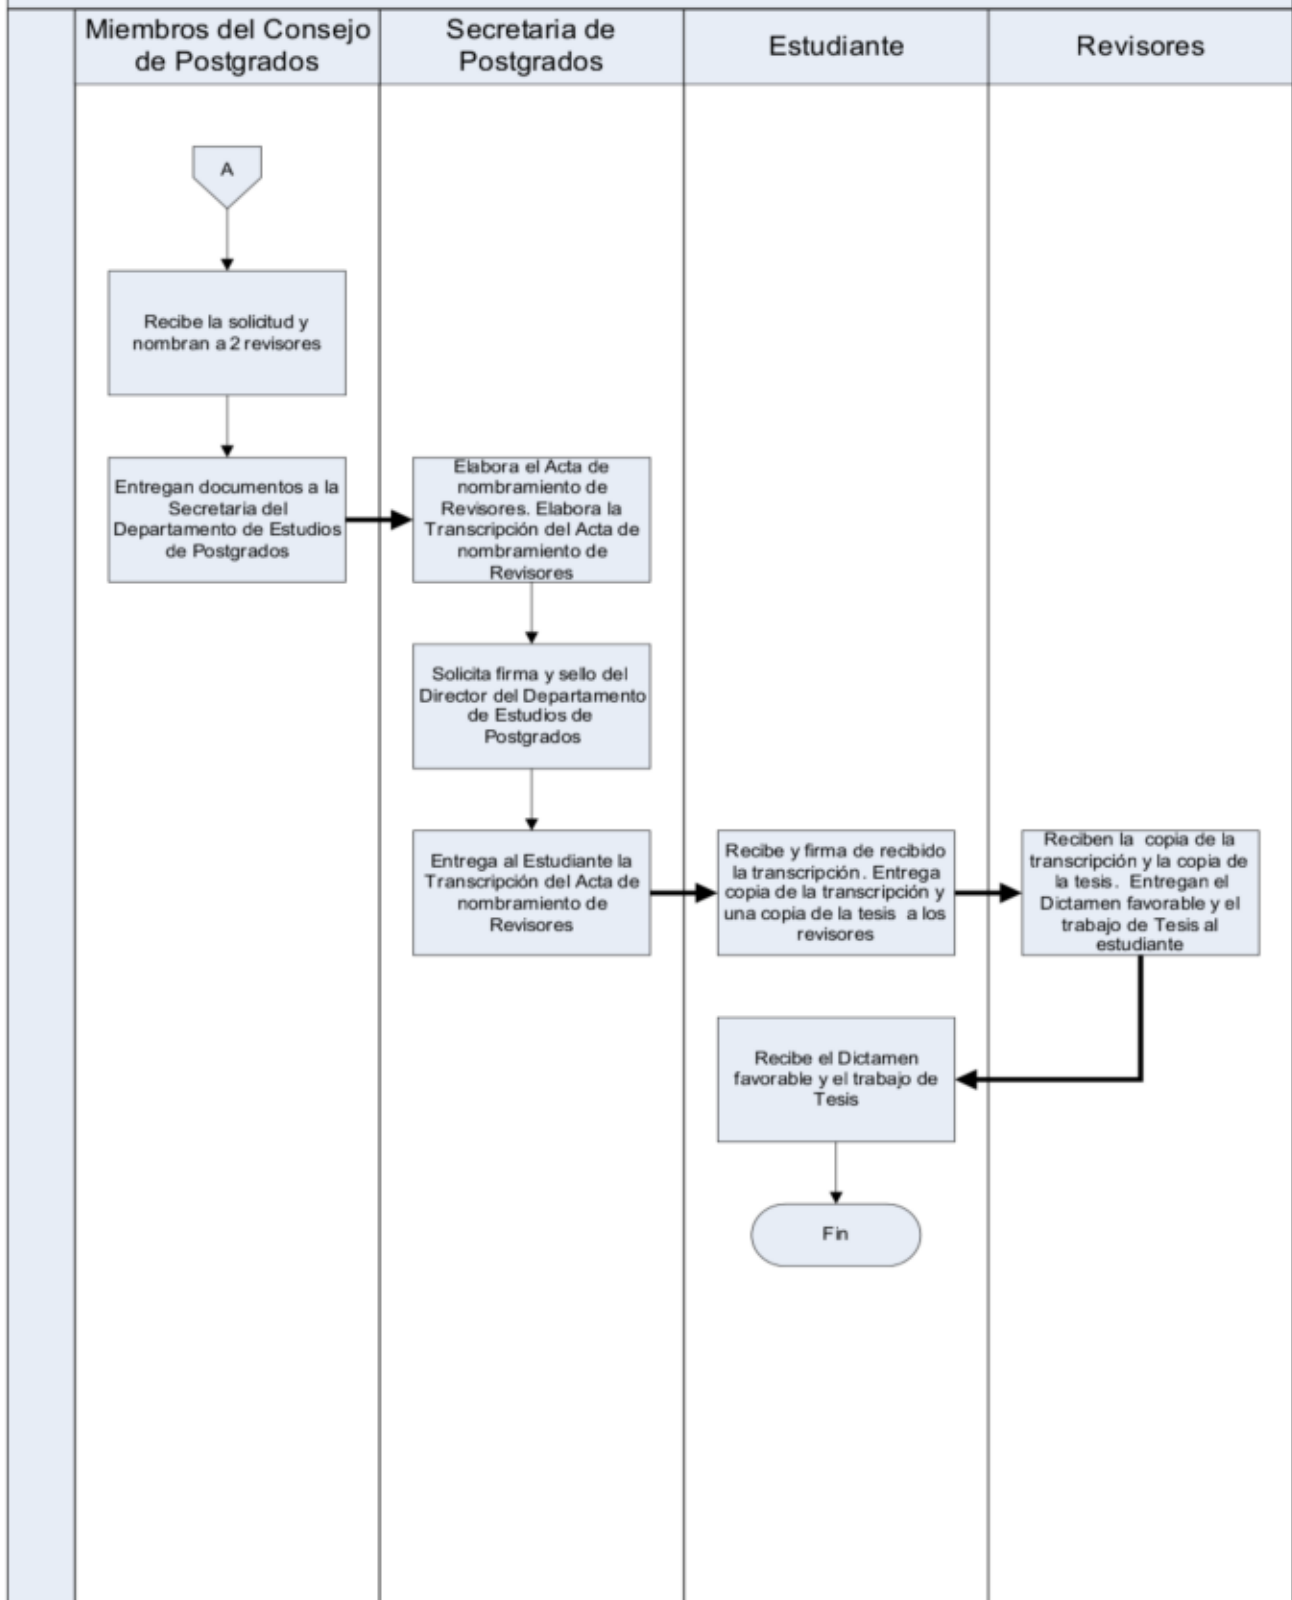 Miembros del Consejo
de Postgrados
Secretaria de
Postgrados
Estudiante
Revisores
A
Recibe la solicitud y
nombran a 2 revisores
Entregan documentos a la
Secretaria del
Departamento de Estudios
de Postgrados
Elabora el Acta de
nombramiento de
Revisores. Elabora la
Transcripción del Acta de
nombramiento de
Revisores
Solicita firma y sello del
Director del Departamento
de Estudios de
Postgrados
Entrega al Estudiante la
Transcripción del Acta de
nombramiento de
Revisores
Recibe y firma de recibido
la transcripción. Entrega
copia de la transcripción y
una copia de la tesis a los
revisores
Reciben la copia de la
transcripción y la copia de
la tesis. Entregan el
Dictamen favorable y el
trabajo de Tesis al
estudiante
Recibe el Dictamen
favorable y el trabajo de
Tesis
Fin